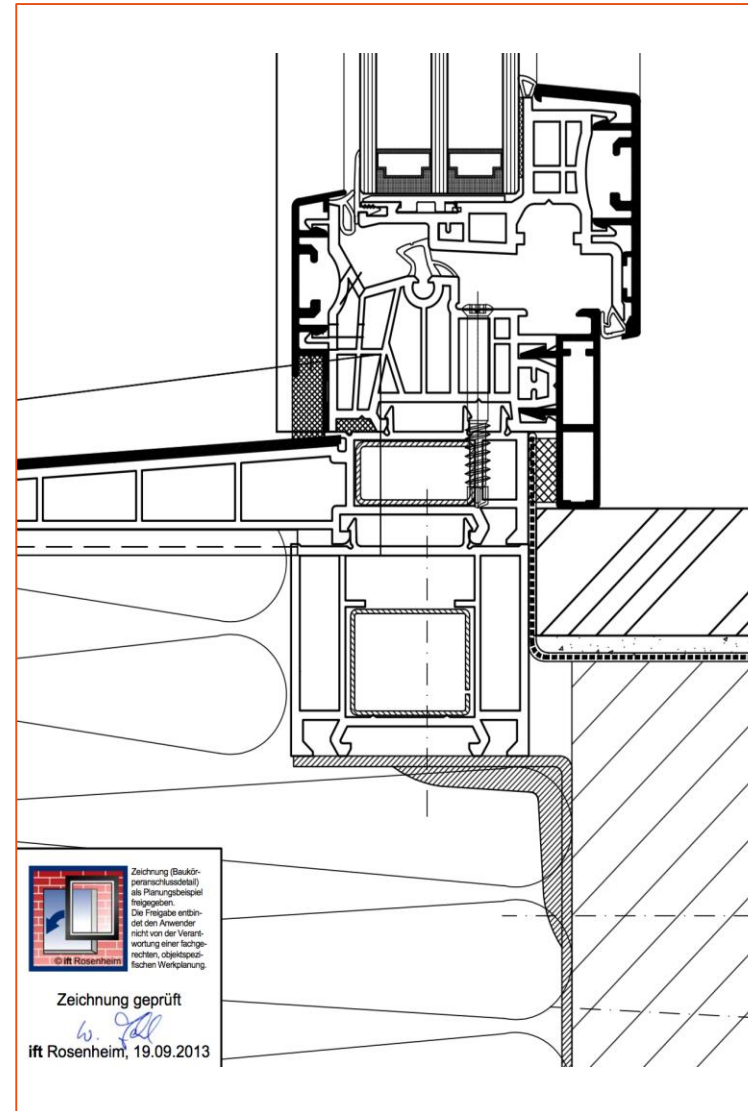 Zeichnung (Baukör-
peranschlussdetail)
als Planungsbeispiel
freigegeben.
Die Freigabe entbin-
det den Anwender
nicht von der Verant-
wortung einer fachge-
rechten, objektspezi-
fischen Werkplanung.
© ift Rosenheim
Zeichnung geprüft
ift Rosenheim, 19.09.2013